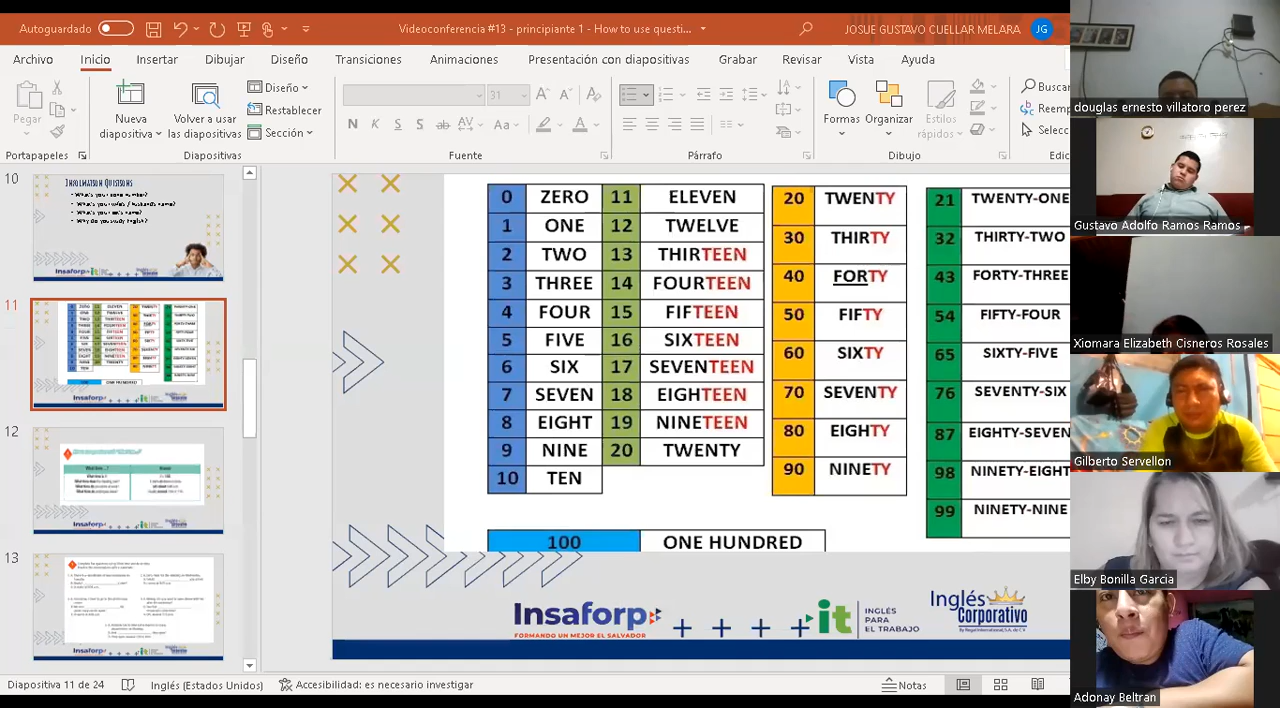 Autoguardado
Videoconferencia #13 - principiante 1 - How to use questi...
JOSUE GUSTAVO CUELLAR MELARA
JG
Archivo Inicio Insertar Dibujar Diseño Transiciones Animaciones Presentación con diapositivas Grabar Revisar Vista Ayuda
Pegar
Nueva diapositiva
Volver a usar las diapositivas
Diseño
Restablecer
Sección
31
N K S S ab AV Aa A
Formas
Organizar
Estilos rápidos
Buscar
Reemp
Selecc
Portapapeles Diapositivas Fuente Párrafo Dibujo Edic
10
Information Questions
11
12
13
0 ZERO 11 ELEVEN
1 ONE 12 TWELVE
2 TWO 13 THIRTEEN
3 THREE 14 FOURTEEN
4 FOUR 15 FIFTEEN
5 FIVE 16 SIXTEEN
6 SIX 17 SEVENTEEN
7 SEVEN 18 EIGHTEEN
8 EIGHT 19 NINETEEN
9 NINE 20 TWENTY
10 TEN
20 TWENTY
30 THIRTY
40 FORTY
50 FIFTY
60 SIXTY
70 SEVENTY
80 EIGHTY
90 NINETY
21 TWENTY-ONE
32 THIRTY-TWO
43 FORTY-THREE
54 FIFTY-FOUR
65 SIXTY-FIVE
76 SEVENTY-SIX
87 EIGHTY-SEVEN
98 NINETY-EIGHT
99 NINETY-NINE
100 ONE HUNDRED
Insaforp
FORMANDO UN MEJOR EL SALVADOR
it
INGLÉS
PARA
EL TRABAJO
Inglés
Corporativo
Diapositiva 11 de 24
Inglés (Estados Unidos)
Accesibilidad: es necesario investigar
Notas
douglas ernesto villatoro perez
Gustavo Adolfo Ramos Ramos
Xiomara Elizabeth Cisneros Rosales
Gilberto Servellon
Elby Bonilla Garcia
Adonay Beltran